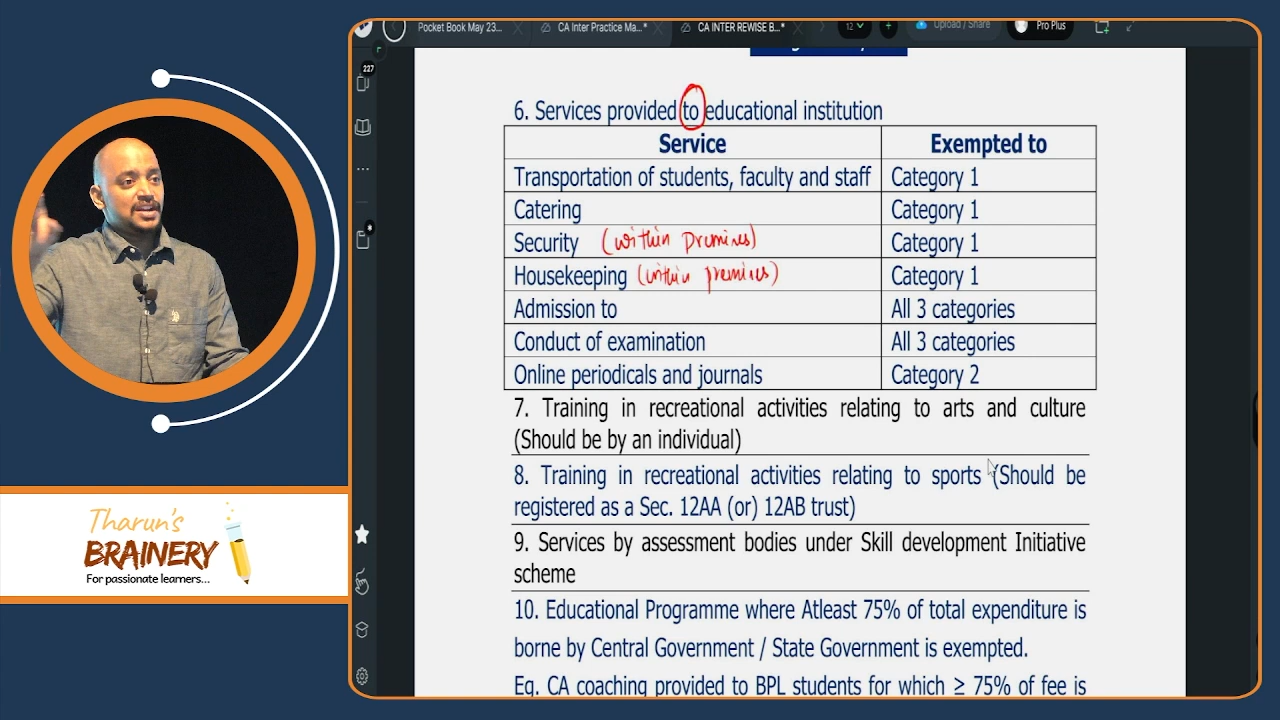 Pocket Book May 23...
CA Inter Practice Ma...*
CA INTER REWISE B...*
12
Upload / Share
Pro Plus
227
6. Services provided to educational institution
Service Exempted to
Transportation of students, faculty and staff Category 1
Catering Category 1
Security (within premises) Category 1
Housekeeping (within premises) Category 1
Admission to All 3 categories
Conduct of examination All 3 categories
Online periodicals and journals Category 2
7. Training in recreational activities relating to arts and culture
(Should be by an individual)
8. Training in recreational activities relating to sports (Should be
registered as a Sec. 12AA (or) 12AB trust)
9. Services by assessment bodies under Skill development Initiative
scheme
10. Educational Programme where Atleast 75% of total expenditure is
borne by Central Government / State Government is exempted.
Eg. CA coaching provided to BPL students for which ≥ 75% of fee is
Tharun's
BRAINERY
For passionate learners...